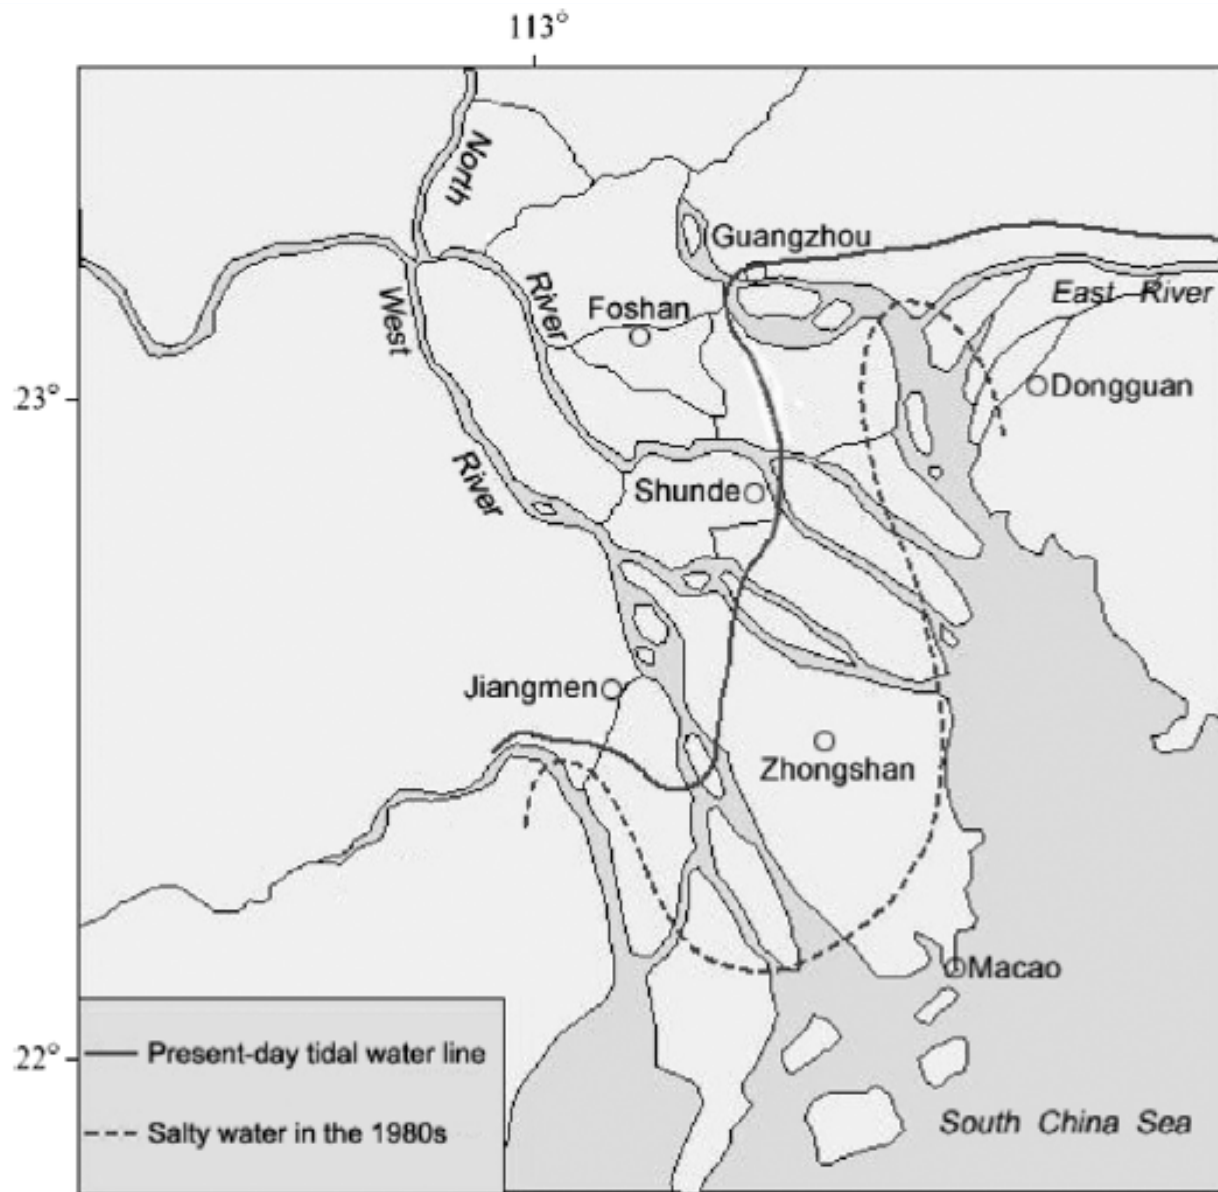 113°
North
Guangzhou
East River
River
Foshan
West
23°
Dongguan
River
Shunde
Jiangmen
Zhongshan
Macao
Present-day tidal water line
22°
South China Sea
Salty water in the 1980s